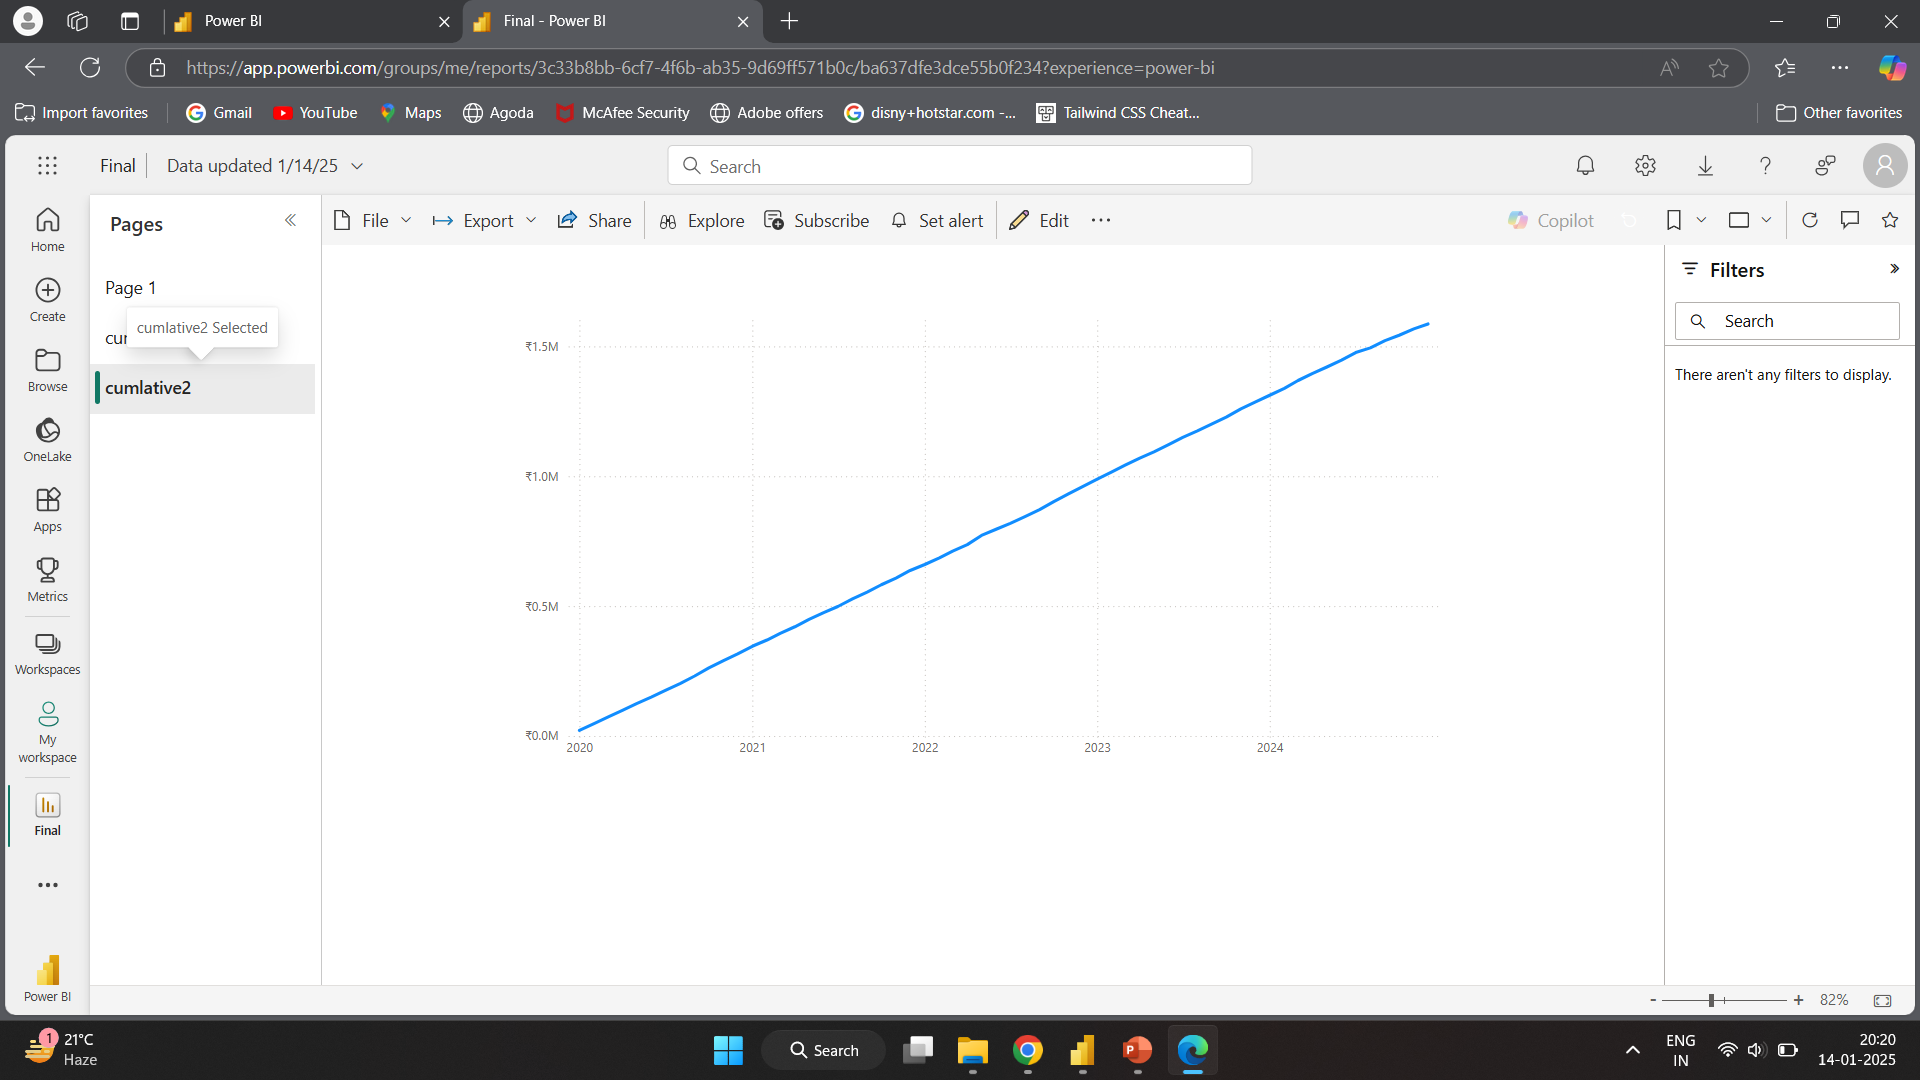 Power BI
Final - Power BI
https://app.powerbi.com/groups/me/reports/3c33b8bb-6cf7-4f6b-ab35-9d69ff571b0c/ba637dfe3dce55b0f234?experience=power-bi
Import favorites
Gmail
YouTube
Maps
Agoda
McAfee Security
Adobe offers
disny+hotstar.com -...
Tailwind CSS Cheat...
Other favorites
Final
Data updated 1/14/25
Search
Home
Create
Browse
OneLake
Apps
Metrics
Workspaces
My
workspace
Final
Power BI
Pages
Page 1
cumlative2 Selected
cumlative2
File
Export
Share
Explore
Subscribe
Set alert
Edit
Copilot
₹1.5M
₹1.0M
₹0.5M
₹0.0M
2020
2021
2022
2023
2024
Filters
Search
There aren't any filters to display.
- + 82%
1
21°C
Haze
Search
P
ENG
IN
20:20
14-01-2025